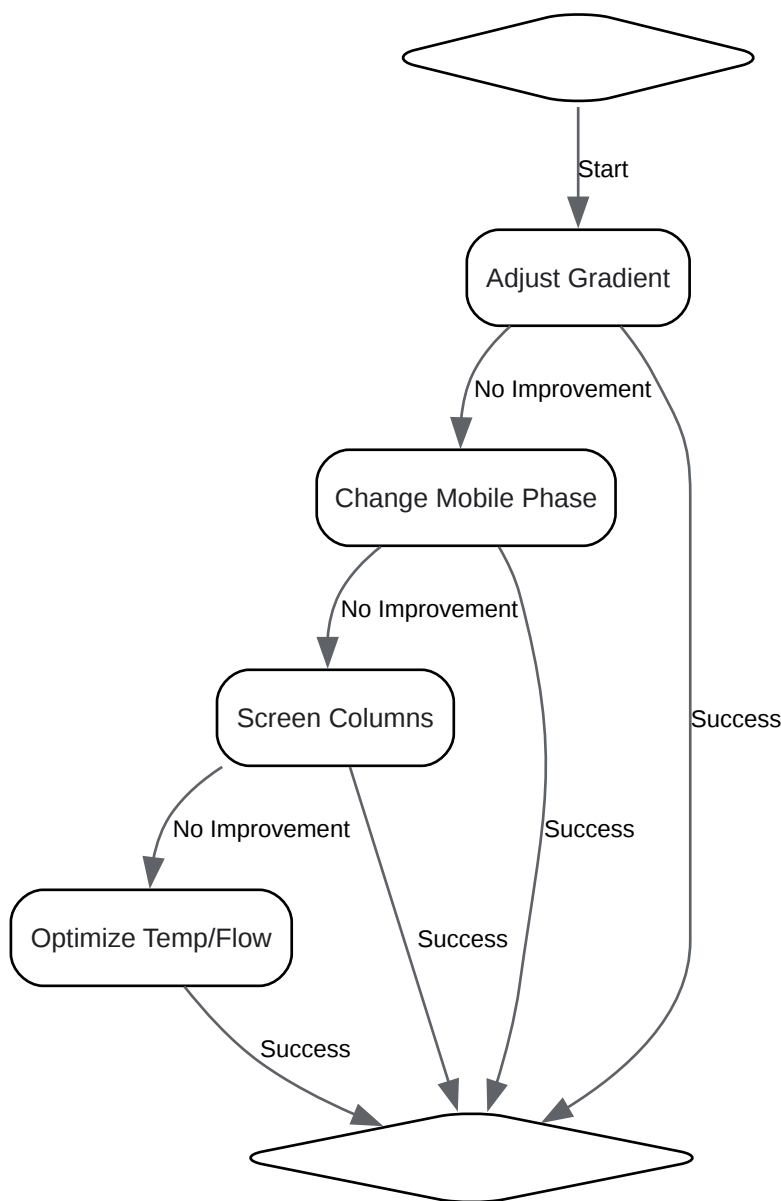 Start
Adjust Gradient
No Improvement
Change Mobile Phase
No Improvement
Screen Columns
Success
No Improvement
Success
Optimize Temp/Flow
Success
Success